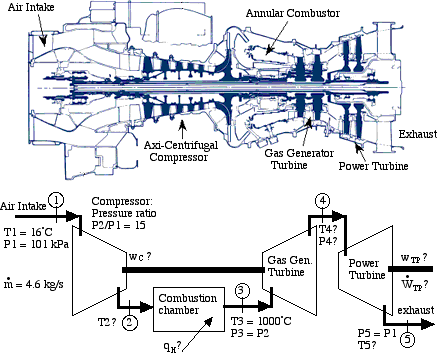 Air Intake
Annular Combustor
Axi-Centrifugal
Compressor
Gas Generator
Turbine
Exhaust
Power Turbine
Air Intake
1
Compressor:
Pressure ratio
P2/P1 = 15
T1 = 16°C
P1 = 101 kPa
ṁ = 4.6 kg/s
wC ?
T2?
2
Combustion
chamber
qH?
3
T3 = 1000°C
P3 = P2
Gas Gen.
Turbine
4
T4?
P4?
Power
Turbine
wTP?
ẆTP?
exhaust
P5 = P1
T5?
5